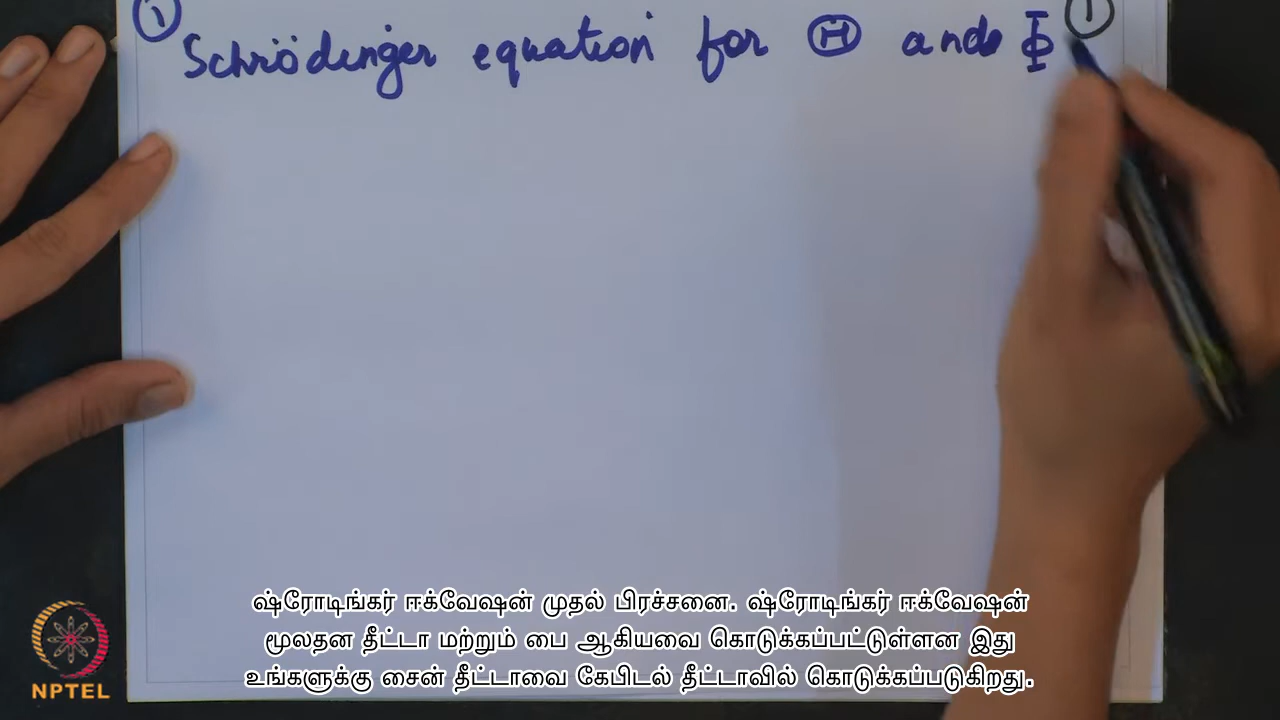 ① Schrödinger equation for Ⓗ and Φ ①
ஷ்ரோடிங்கர் ஈக்வேஷன் முதல் பிரச்சனை. ஷ்ரோடிங்கர் ஈக்வேஷன்
மூலதன தீட்டா மற்றும் பை ஆகியவை கொடுக்கப்பட்டுள்ளன இது
உங்களுக்கு சைன் தீட்டாவை கேபிடல் தீட்டாவில் கொடுக்கப்படுகிறது.
NPTEL